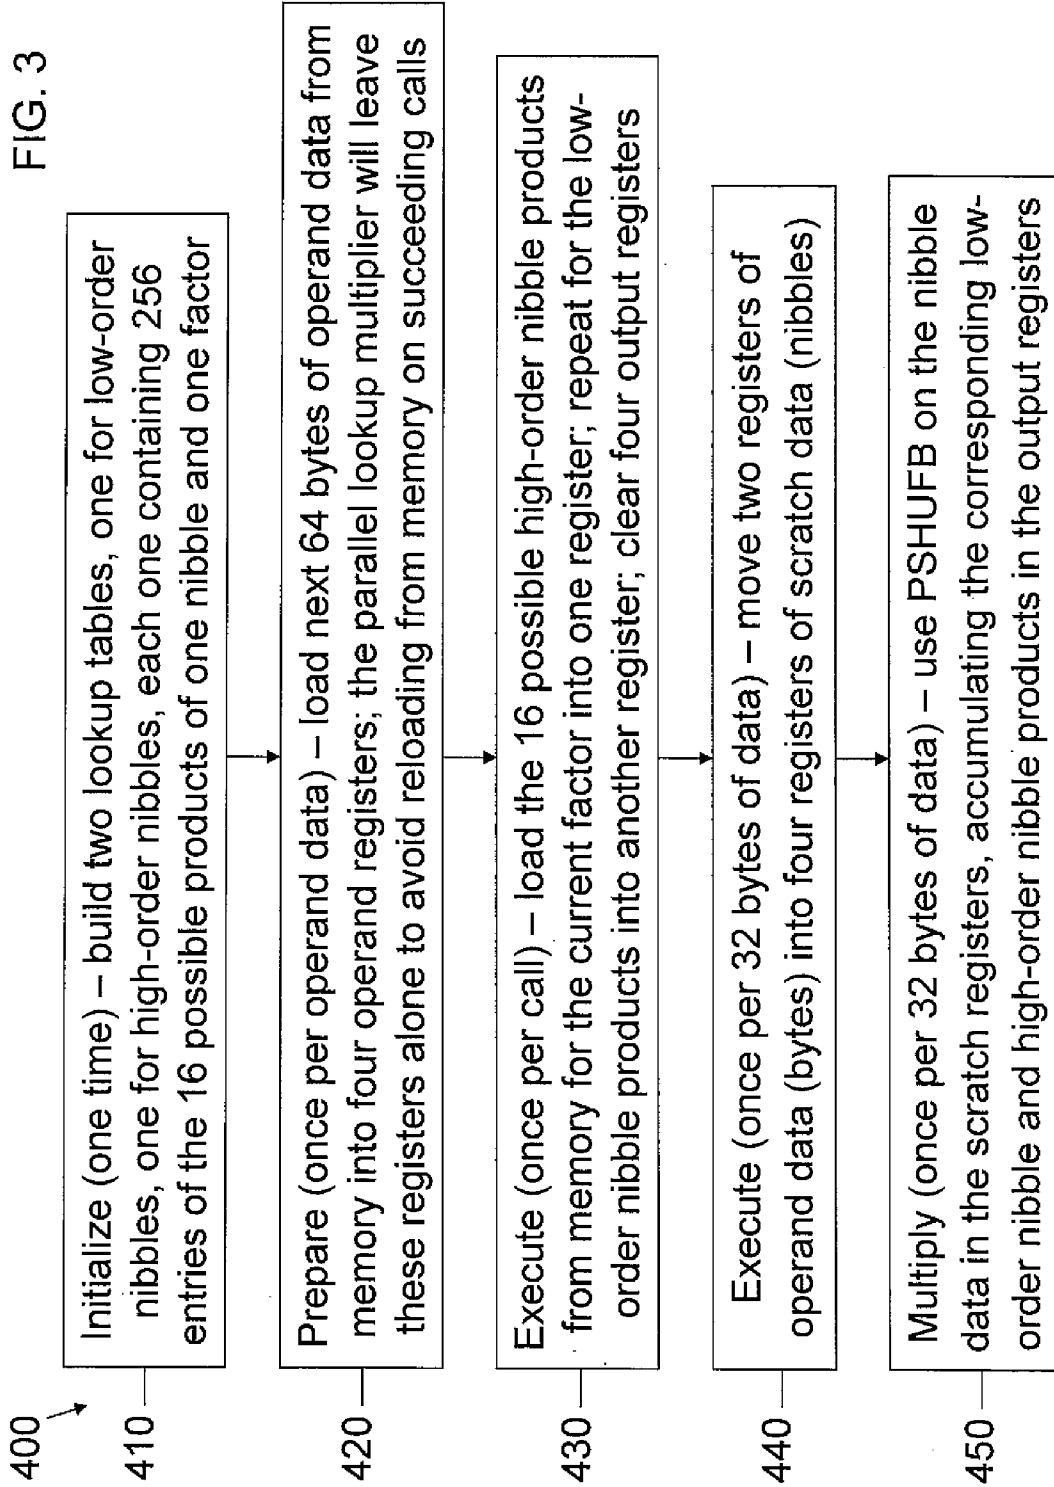 FIG. 3
400
410
Initialize (one time) – build two lookup tables, one for low-order
nibbles, one for high-order nibbles, each one containing 256
entries of the 16 possible products of one nibble and one factor
420
Prepare (once per operand data) – load next 64 bytes of operand data from
memory into four operand registers; the parallel lookup multiplier will leave
these registers alone to avoid reloading from memory on succeeding calls
430
Execute (once per call) – load the 16 possible high-order nibble products
from memory for the current factor into one register; repeat for the low-
order nibble products into another register; clear four output registers
440
Execute (once per 32 bytes of data) – move two registers of
operand data (bytes) into four registers of scratch data (nibbles)
450
Multiply (once per 32 bytes of data) – use PSHUFB on the nibble
data in the scratch registers, accumulating the corresponding low-
order nibble and high-order nibble products in the output registers